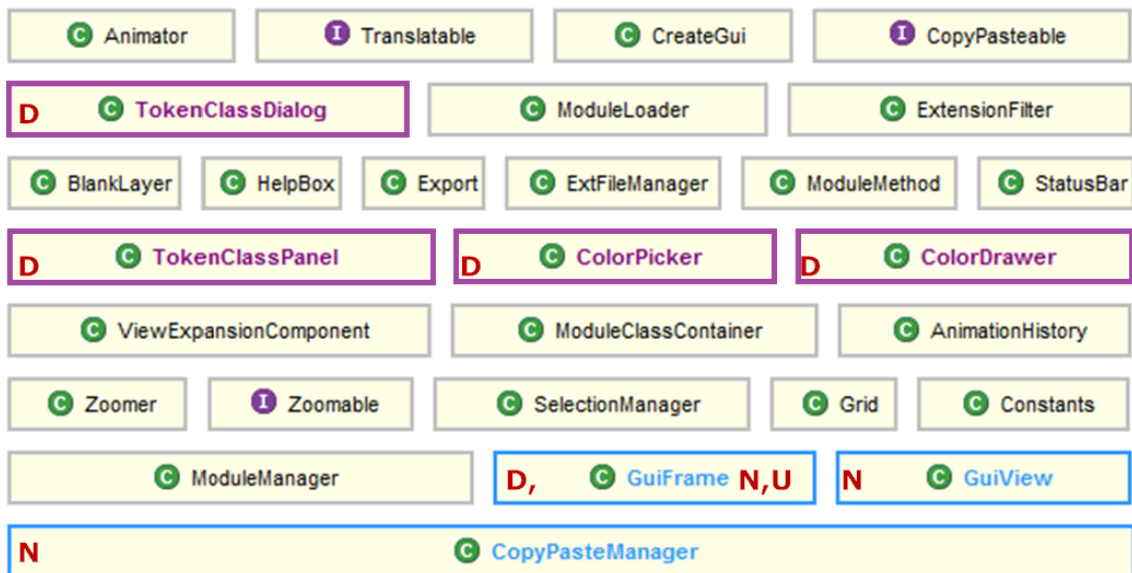 C Animator I Translatable C CreateGui I CopyPasteable
D C TokenClassDialog C ModuleLoader C ExtensionFilter
C BlankLayer C HelpBox C Export C ExtFileManager C ModuleMethod C StatusBar
D C TokenClassPanel D C ColorPicker D C ColorDrawer
C ViewExpansionComponent C ModuleClassContainer C AnimationHistory
C Zoomer I Zoomable C SelectionManager C Grid C Constants
C ModuleManager D, C GuiFrame N,U N C GuiView
N C CopyPasteManager